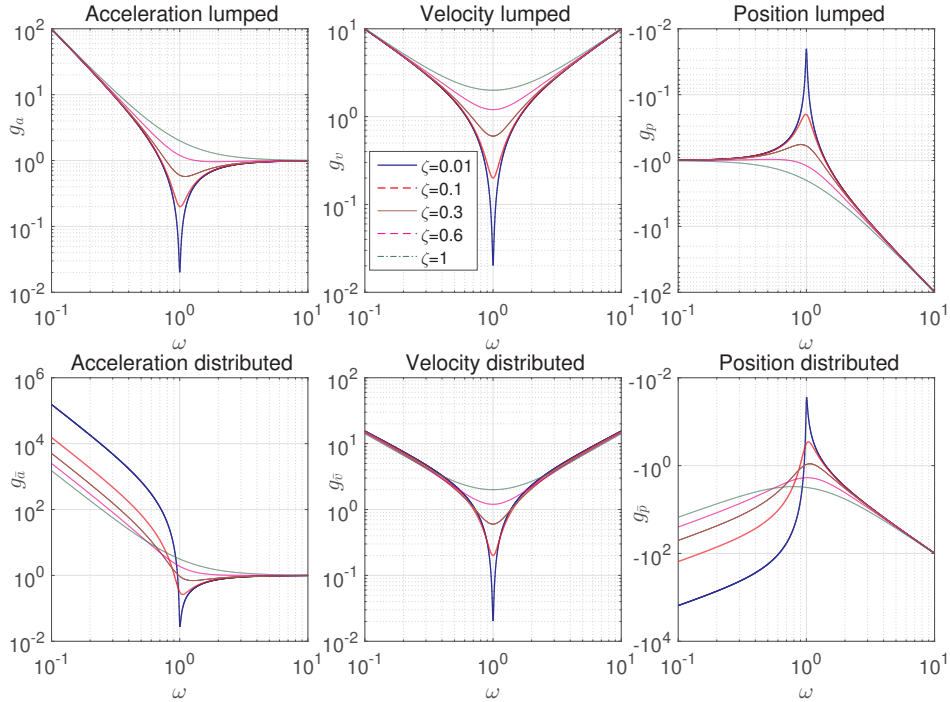 Acceleration lumped
Velocity lumped
Position lumped
10^2
10^1
10^0
10^-1
10^-2
g_a
10^-1
10^0
10^1
ω
10^1
10^0
10^-1
10^-2
g_v
ζ=0.01
ζ=0.1
ζ=0.3
ζ=0.6
ζ=1
10^-1
10^0
10^1
ω
-10^-2
-10^-1
-10^0
-10^1
-10^2
g_p
10^-1
10^0
10^1
ω
Acceleration distributed
Velocity distributed
Position distributed
10^6
10^4
10^2
10^0
10^-2
g_ā
10^-1
10^0
10^1
ω
10^2
10^1
10^0
10^-1
10^-2
g_v̄
10^-1
10^0
10^1
ω
-10^-2
-10^0
-10^2
-10^4
g_p̄
10^-1
10^0
10^1
ω